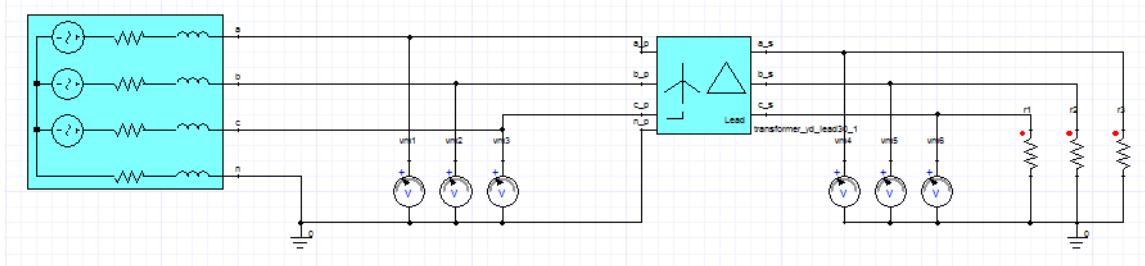 a
b
c
n
0
vm1
vm2
vm3
+
+
+
V
V
V
a_p
b_p
c_p
n_p
a_s
b_s
c_s
Lead
transformer_yd_lead30_1
vm4
vm5
vm6
+
+
+
V
V
V
r1
r2
r3
0